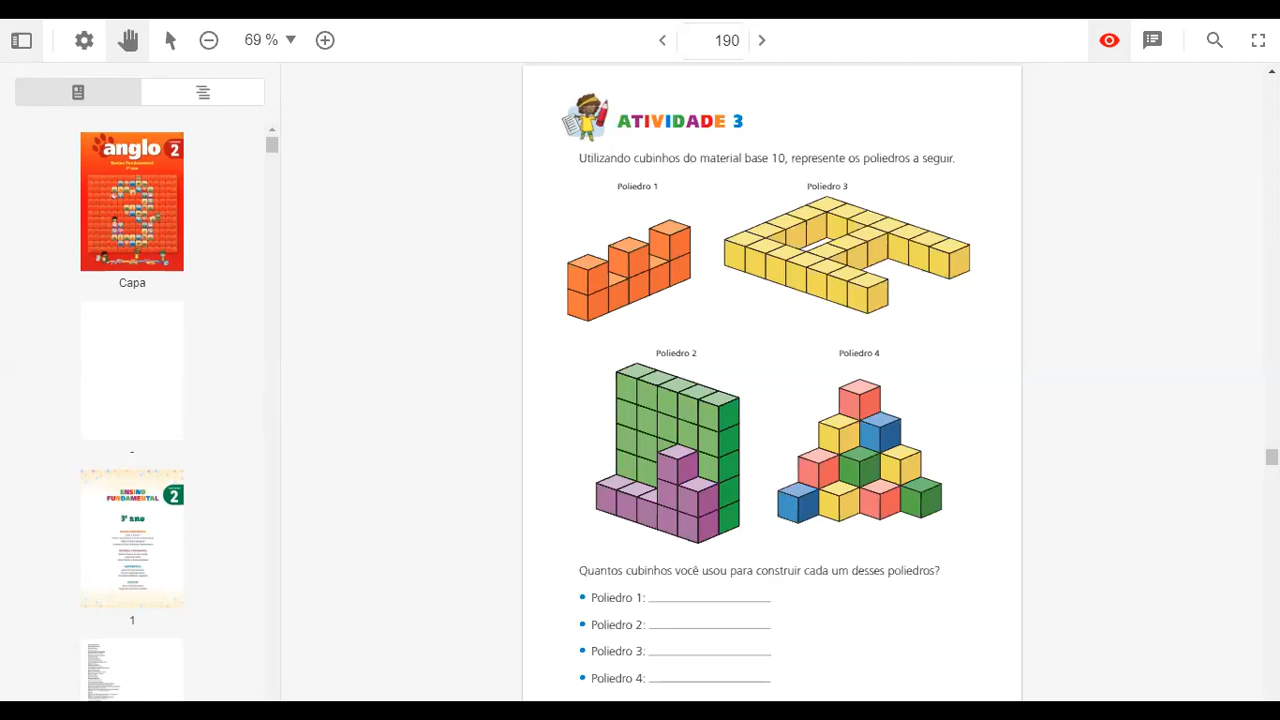 69 %
190
anglo 2
Ensino Fundamental
Capa
-
ENSINO
FUNDAMENTAL
2
3º ano
1
ATIVIDADE 3
Utilizando cubinhos do material base 10, represente os poliedros a seguir.
Poliedro 1
Poliedro 3
Poliedro 2
Poliedro 4
Quantos cubinhos você usou para construir cada um desses poliedros?
• Poliedro 1:
• Poliedro 2:
• Poliedro 3:
• Poliedro 4: